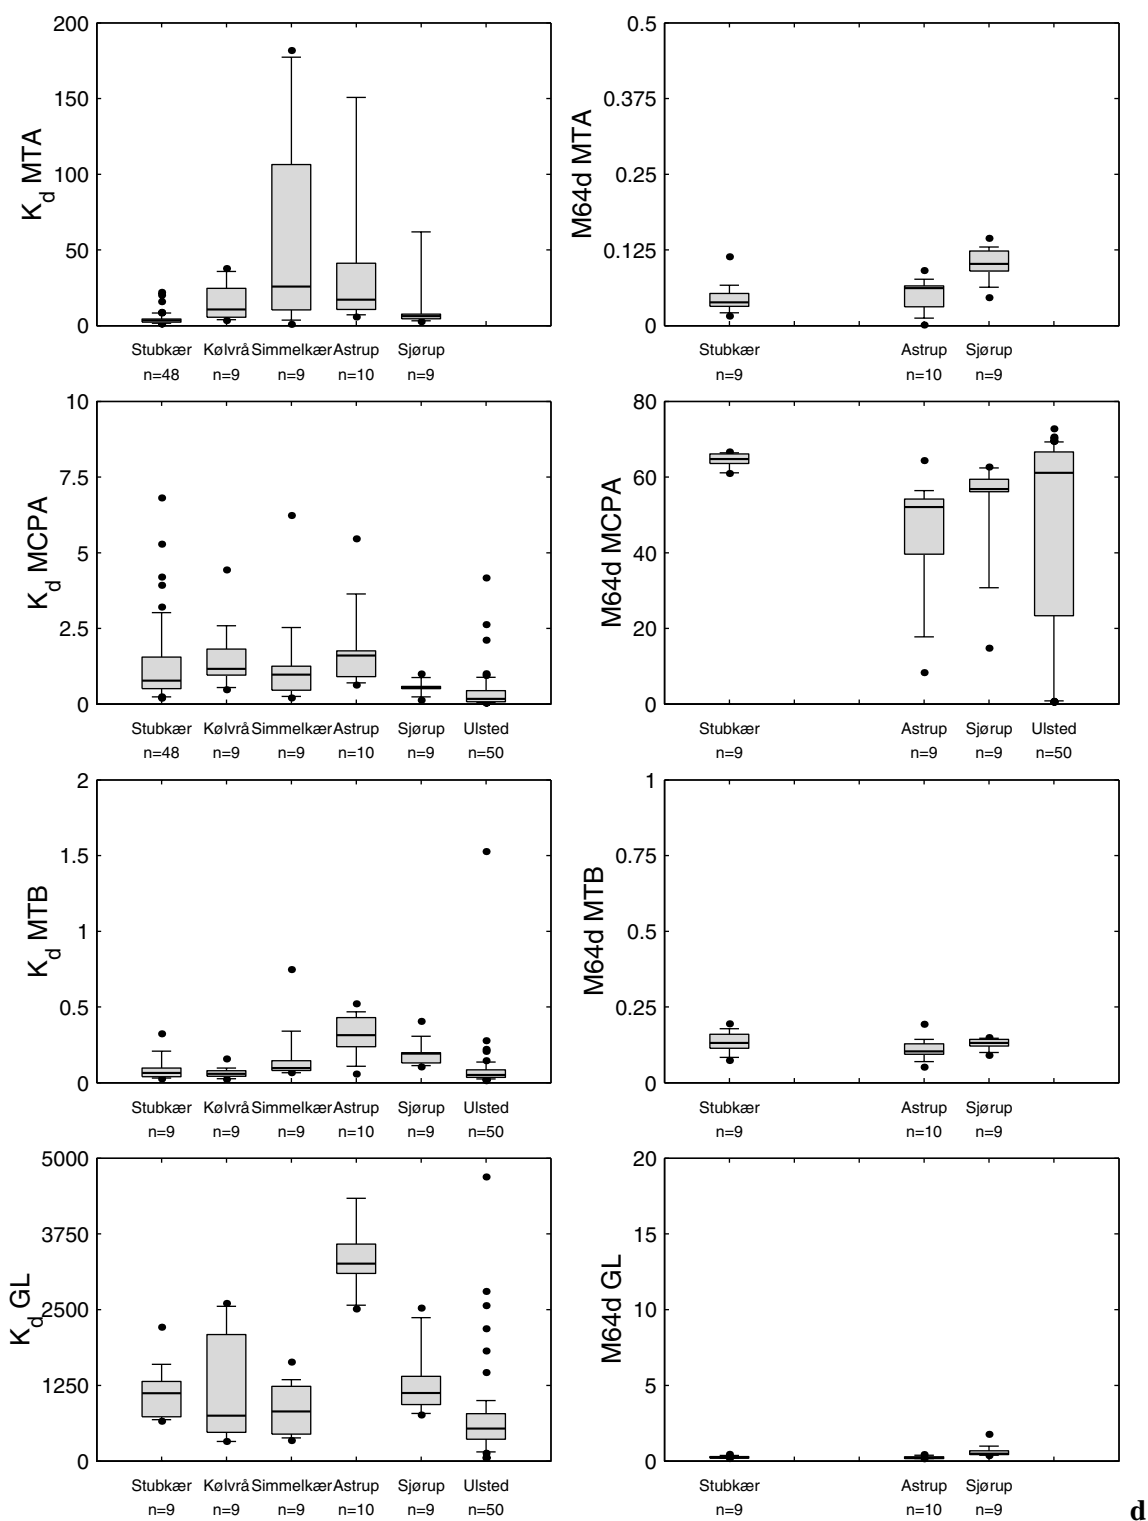 200
150
100
50
0
K_d MTA
Stubkær Kølvrå Simmelkær Astrup Sjørup
n=48 n=9 n=9 n=10 n=9
0.5
0.375
0.25
0.125
0
M64d MTA
Stubkær Astrup Sjørup
n=9 n=10 n=9
10
7.5
5
2.5
0
K_d MCPA
Stubkær Kølvrå Simmelkær Astrup Sjørup Ulsted
n=48 n=9 n=9 n=10 n=9 n=50
80
60
40
20
0
M64d MCPA
Stubkær Astrup Sjørup Ulsted
n=9 n=9 n=9 n=50
2
1.5
1
0.5
0
K_d MTB
Stubkær Kølvrå Simmelkær Astrup Sjørup Ulsted
n=9 n=9 n=9 n=10 n=9 n=50
1
0.75
0.5
0.25
0
M64d MTB
Stubkær Astrup Sjørup
n=9 n=10 n=9
5000
3750
2500
1250
0
K_d GL
Stubkær Kølvrå Simmelkær Astrup Sjørup Ulsted
n=9 n=9 n=9 n=10 n=9 n=50
20
15
10
5
0
M64d GL
Stubkær Astrup Sjørup
n=9 n=10 n=9
d